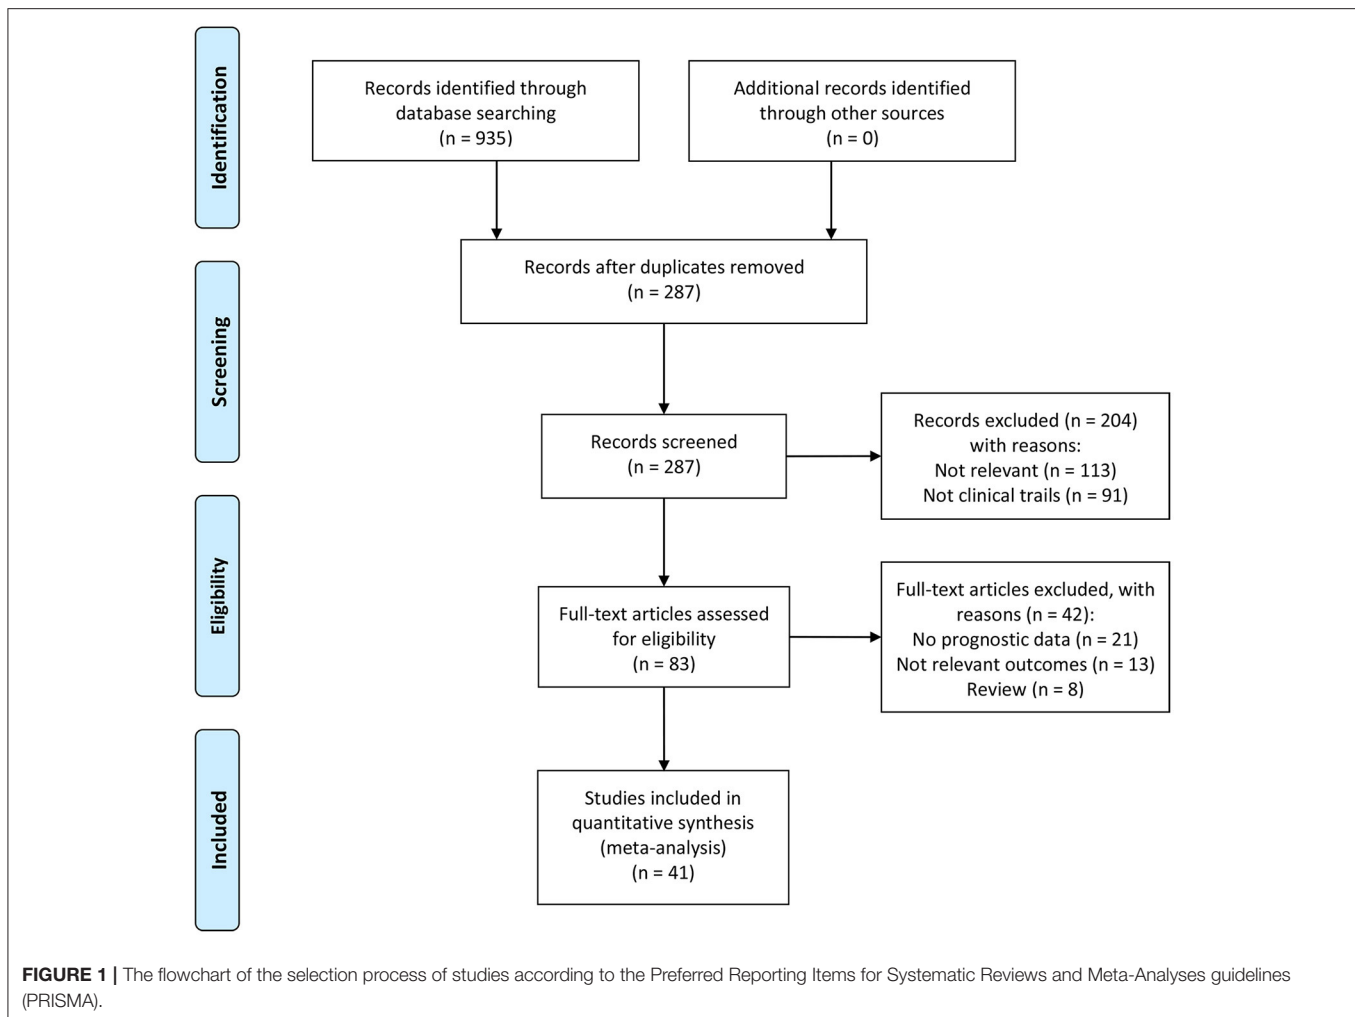 Identification
Records identified through
database searching
(n = 935)
Additional records identified
through other sources
(n = 0)
Records after duplicates removed
(n = 287)
Screening
Records screened
(n = 287)
Records excluded (n = 204)
with reasons:
Not relevant (n = 113)
Not clinical trails (n = 91)
Eligibility
Full-text articles assessed
for eligibility
(n = 83)
Full-text articles excluded, with
reasons (n = 42):
No prognostic data (n = 21)
Not relevant outcomes (n = 13)
Review (n = 8)
Included
Studies included in
quantitative synthesis
(meta-analysis)
(n = 41)
FIGURE 1 | The flowchart of the selection process of studies according to the Preferred Reporting Items for Systematic Reviews and Meta-Analyses guidelines
(PRISMA).